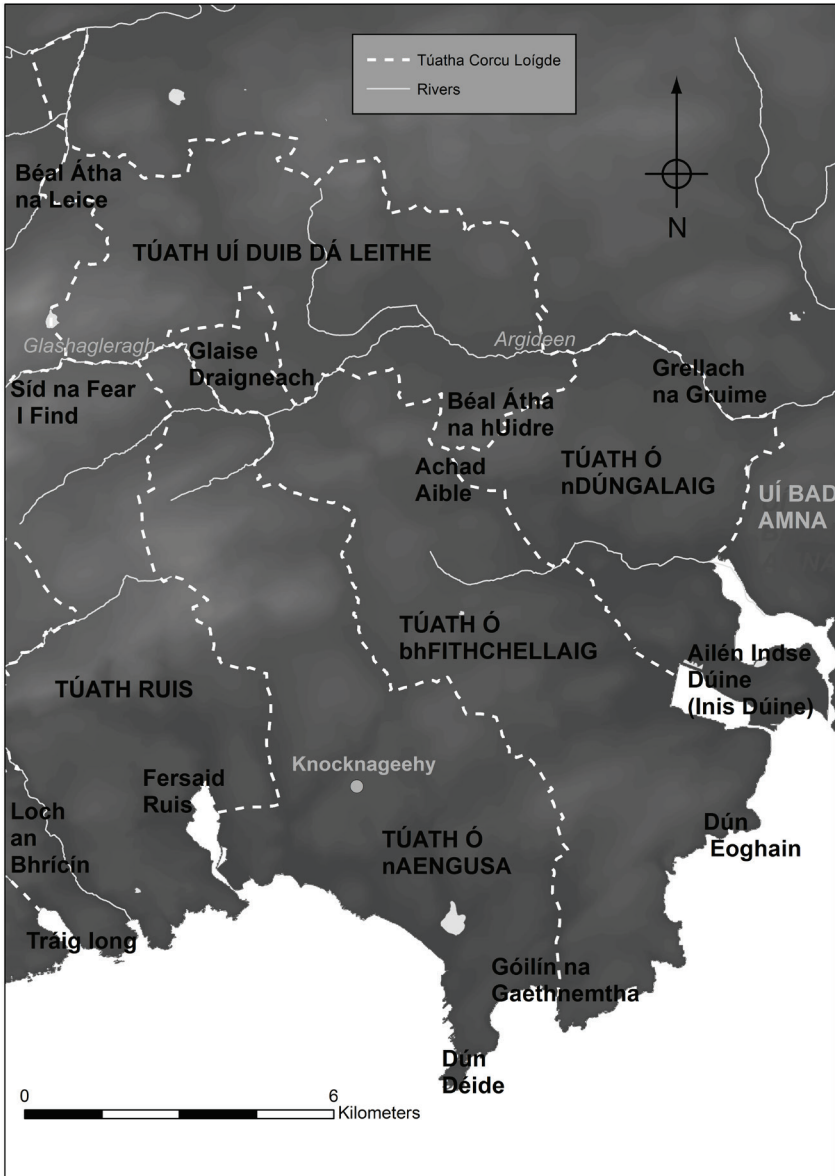 Túatha Corcu Loígde
Rivers
N
Béal Átha
na Leice
TÚATH UÍ DUIB DÁ LEITHE
Glashagleragh
Argideen
Glaise
Draigneach
Grellach
na Gruime
Síd na Fear
I Find
Béal Átha
na hUidre
Achad
Aible
TÚATH Ó
nDÚNGALAIG
UÍ BAD
AMNA
TÚATH Ó
bhFITHCHELLAIG
Ailén Indse
Dúine
(Inis Dúine)
TÚATH RUIS
Knocknageehy
Fersaid
Ruis
Loch
an
Bhrícín
TÚATH Ó
nAENGUSA
Dún
Eoghain
Tráig long
Góilín na
Gaethnemtha
Dún
Déide
0 6
Kilometers